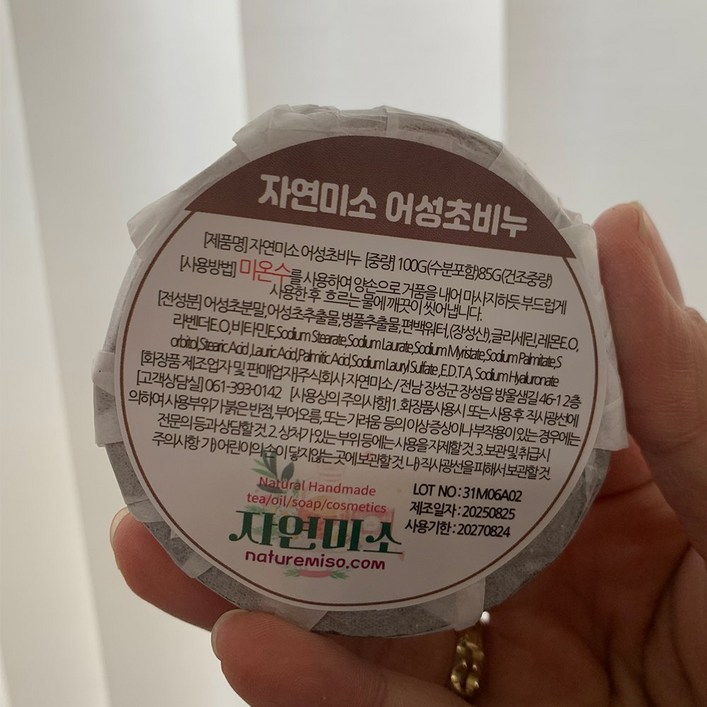 자연미소 어성초비누
[제품명] 자연미소 어성초비누 [중량] 100G(수분포함)85G(건조중량)
[사용방법] 미온수를 사용하여 양손으로 거품을 내어 마사지하듯 부드럽게
사용한 후 흐르는 물에 깨끗이 씻어냅니다.
[전성분] 어성초분말,어성초추출물,병풀추출물,편백워터,(장성산),글리세린,레몬E.O,
라벤더E.O,비타민E,Sodium Stearate,Sodium Laurate,Sodium Myristate,Sodium Palmitate,S
orbitol,Stearic Acid ,Lauric Acid,Palmitic Acid,Sodium Lauryl Sulfate ,E.D.T.A, Sodium Hyaluronate
[화장품 제조업자 및 판매업자]주식회사 자연미소 / 전남 장성군 장성읍 방울샘길 46-1 2층
[고객상담실] 061-393-0142 [사용상의 주의사항] 1. 화장품사용시 또는 사용 후 직사광선에
의하여 사용부위가 붉은 반점, 부어오름, 또는 가려움 등의 이상증상이나 부작용이 있는 경우에는
전문의 등과 상담할 것 2. 상처가 있는 부위 등에는 사용을 자제할 것 3. 보관 및 취급시
주의사항 가) 어린이의 손이 닿지않는 곳에 보관할 것 나) 직사광선을 피해서 보관할 것
Natural Handmade
tea/oil/soap/cosmetics
자연미소
naturemiso.com
LOT NO : 31M06A02
제조일자 : 20250825
사용기한 : 20270824